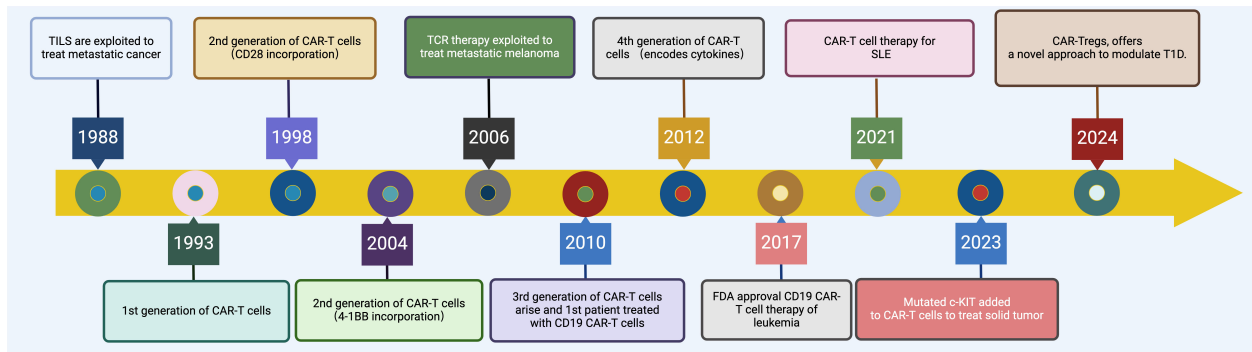 TILS are exploited to
treat metastatic cancer
2nd generation of CAR-T cells
(CD28 incorporation)
TCR therapy exploited to
treat metastatic melanoma
4th generation of CAR-T
cells (encodes cytokines)
CAR-T cell therapy for
SLE
CAR-Tregs, offers
a novel approach to modulate T1D.
1988
1998
2006
2012
2021
2024
1993
2004
2010
2017
2023
1st generation of CAR-T cells
2nd generation of CAR-T cells
(4-1BB incorporation)
3rd generation of CAR-T cells
arise and 1st patient treated
with CD19 CAR-T cells
FDA approval CD19 CAR-
T cell therapy of
leukemia
Mutated c-KIT added
to CAR-T cells to treat solid tumor